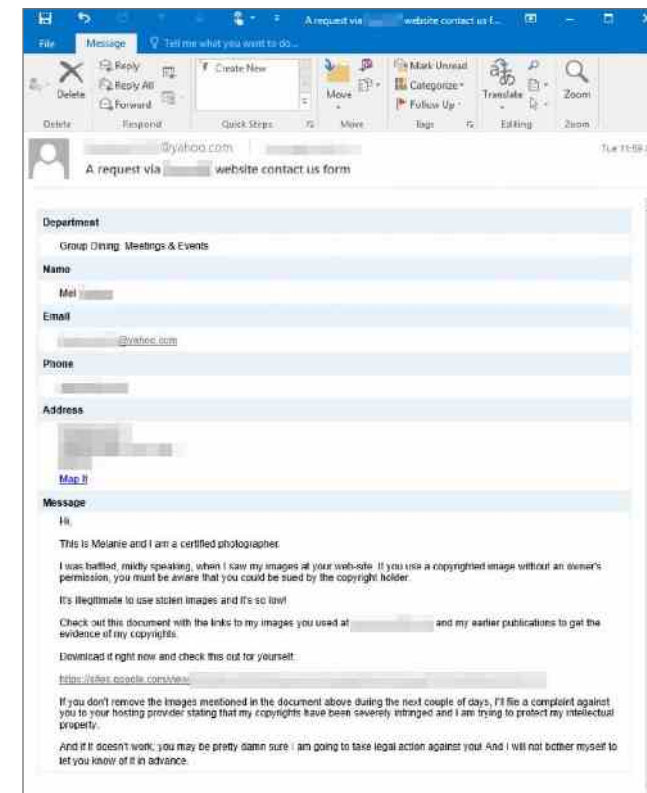 A request via website contact us f...
File Message Tell me what you want to do...
Delete
Reply
Reply All
Forward
Create New
Move
Mark Unread
Categorize
Follow Up
Translate
Zoom
Delete Respond Quick Steps Move Tags Editing Zoom
@yahoo.com
Tue 11:59
A request via website contact us form
Department
Group Dining: Meetings & Events
Name
Mel
Email
@yahoo.com
Phone
Address
Map It
Message
Hi,
This is Melanie and I am a certified photographer.
I was baffled, mildly speaking, when I saw my images at your web-site. If you use a copyrighted image without an owner's
permission, you must be aware that you could be sued by the copyright holder.
It's illegitimate to use stolen images and it's so low!
Check out this document with the links to my images you used at and my earlier publications to get the
evidence of my copyrights.
Download it right now and check this out for yourself:
https://sites.google.com/view/
If you don't remove the images mentioned in the document above during the next couple of days, I'll file a complaint against
you to your hosting provider stating that my copyrights have been severely infringed and I am trying to protect my intellectual
property.
And if it doesn't work, you may be pretty damn sure I am going to take legal action against you! And I will not bother myself to
let you know of it in advance.